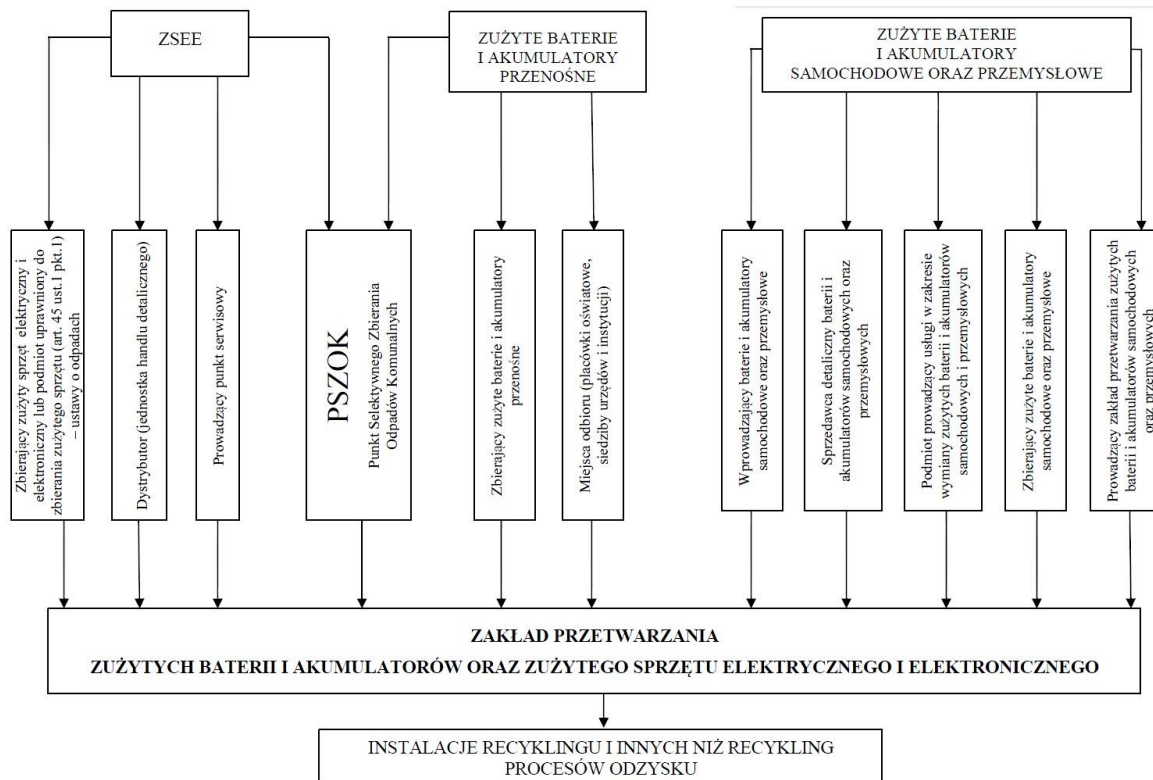 ZSEE
ZUŻYTE BATERIE
I AKUMULATORY
PRZENOŚNE
ZUŻYTE BATERIE
I AKUMULATORY
SAMOCHODOWE ORAZ PRZEMYSŁOWE
Zbierający zużyty sprzęt elektryczny i
elektroniczny lub podmiot uprawniony do
zbierania zużytego sprzętu (art. 45 ust.1 pkt.1)
– ustawy o odpadach
Dystrybutor (jednostka handlu detalicznego)
Prowadzący punkt serwisowy
PSZOK
Punkt Selektywnego Zbierania
Odpadów Komunalnych
Zbierający zużyte baterie i akumulatory
przenośne
Miejsca odbioru (placówki oświatowe,
siedziby urzędów i instytucji)
Wprowadzający baterie i akumulatory
samochodowe oraz przemysłowe
Sprzedawca detaliczny baterii i
akumulatorów samochodowych oraz
przemysłowych
Podmiot prowadzący usługi w zakresie
wymiany zużytych baterii i akumulatorów
samochodowych i przemysłowych
Zbierający zużyte baterie i akumulatory
samochodowe oraz przemysłowe
Prowadzący zakład przetwarzania zużytych
baterii i akumulatorów samochodowych
oraz przemysłowych
ZAKŁAD PRZETWARZANIA
ZUŻYTYCH BATERII I AKUMULATORÓW ORAZ ZUŻYTEGO SPRZĘTU ELEKTRYCZNEGO I ELEKTRONICZNEGO
INSTALACJE RECYKLINGU I INNYCH NIŻ RECYKLING
PROCESÓW ODZYSKU